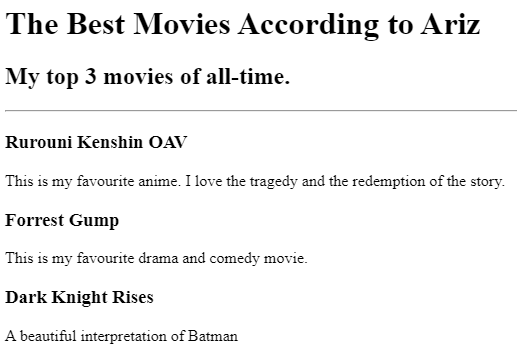 The Best Movies According to Ariz
My top 3 movies of all-time.
Rurouni Kenshin OAV
This is my favourite anime. I love the tragedy and the redemption of the story.
Forrest Gump
This is my favourite drama and comedy movie.
Dark Knight Rises
A beautiful interpretation of Batman